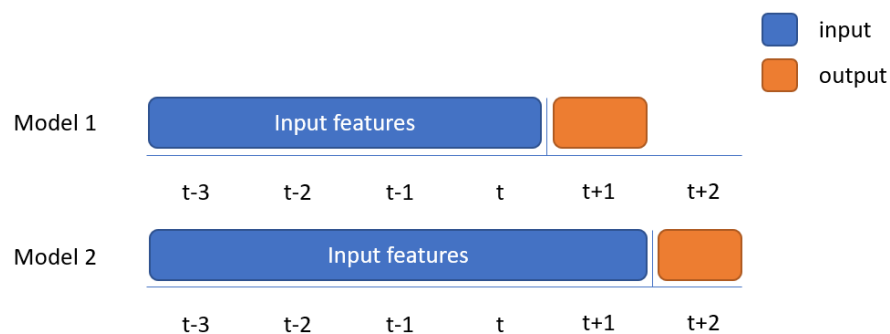 input
output
Model 1
Input features
t-3 t-2 t-1 t t+1 t+2
Model 2
Input features
t-3 t-2 t-1 t t+1 t+2